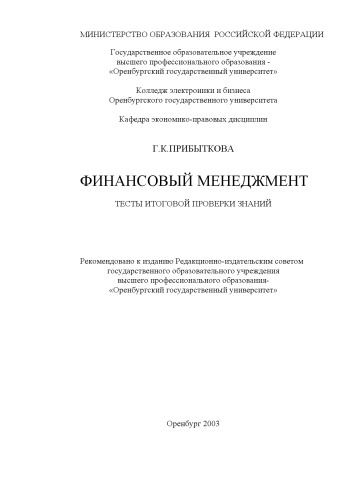 МИНИСТЕРСТВО ОБРАЗОВАНИЯ РОССИЙСКОЙ ФЕДЕРАЦИИ
Государственное образовательное учреждение
высшего профессионального образования -
«Оренбургский государственный университет»
Колледж электроники и бизнеса
Оренбургского государственного университета
Кафедра экономико-правовых дисциплин
Г.К.ПРИБЫТКОВА
ФИНАНСОВЫЙ МЕНЕДЖМЕНТ
ТЕСТЫ ИТОГОВОЙ ПРОВЕРКИ ЗНАНИЙ
Рекомендовано к изданию Редакционно-издательским советом
государственного образовательного учреждения
высшего профессионального образования-
«Оренбургский государственный университет»
Оренбург 2003